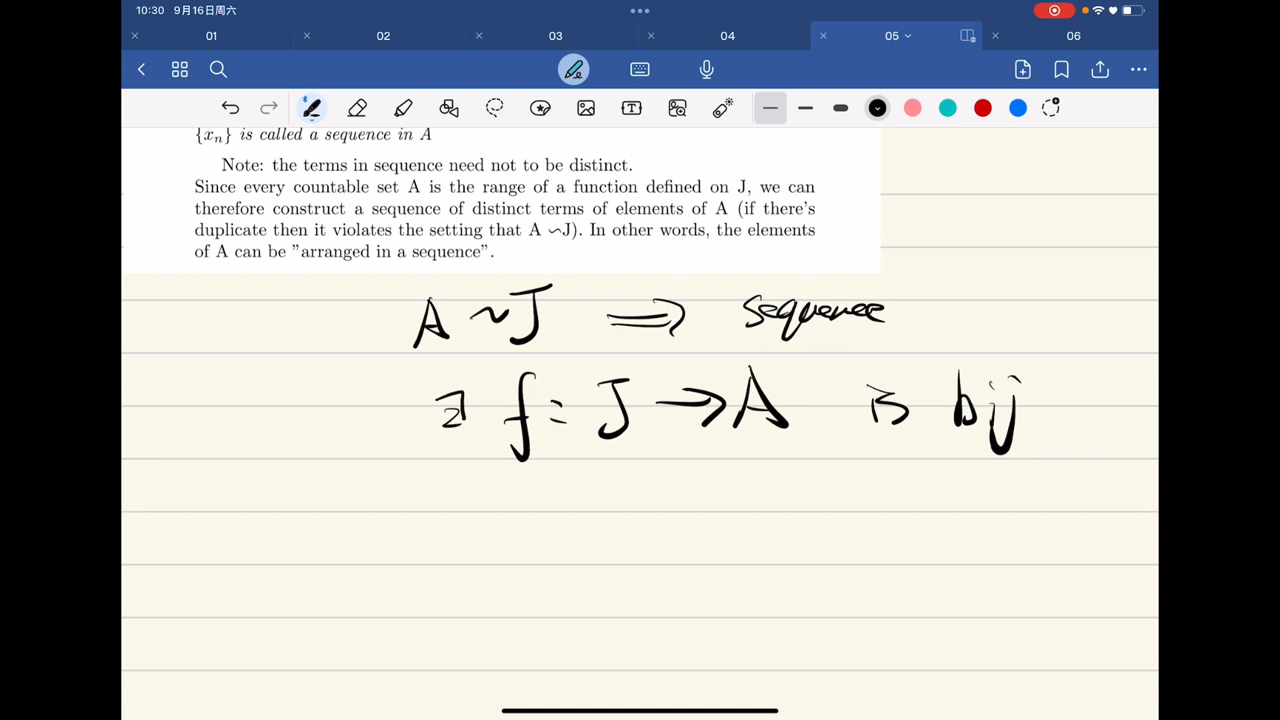 10:30 9月16日周六
01 02 03 04 05 06
{xₙ} is called a sequence in A
Note: the terms in sequence need not to be distinct.
Since every countable set A is the range of a function defined on J, we can
therefore construct a sequence of distinct terms of elements of A (if there's
duplicate then it violates the setting that A ∽J). In other words, the elements
of A can be "arranged in a sequence".
A ~ J ⟹ sequence
∃ f: J → A is bij